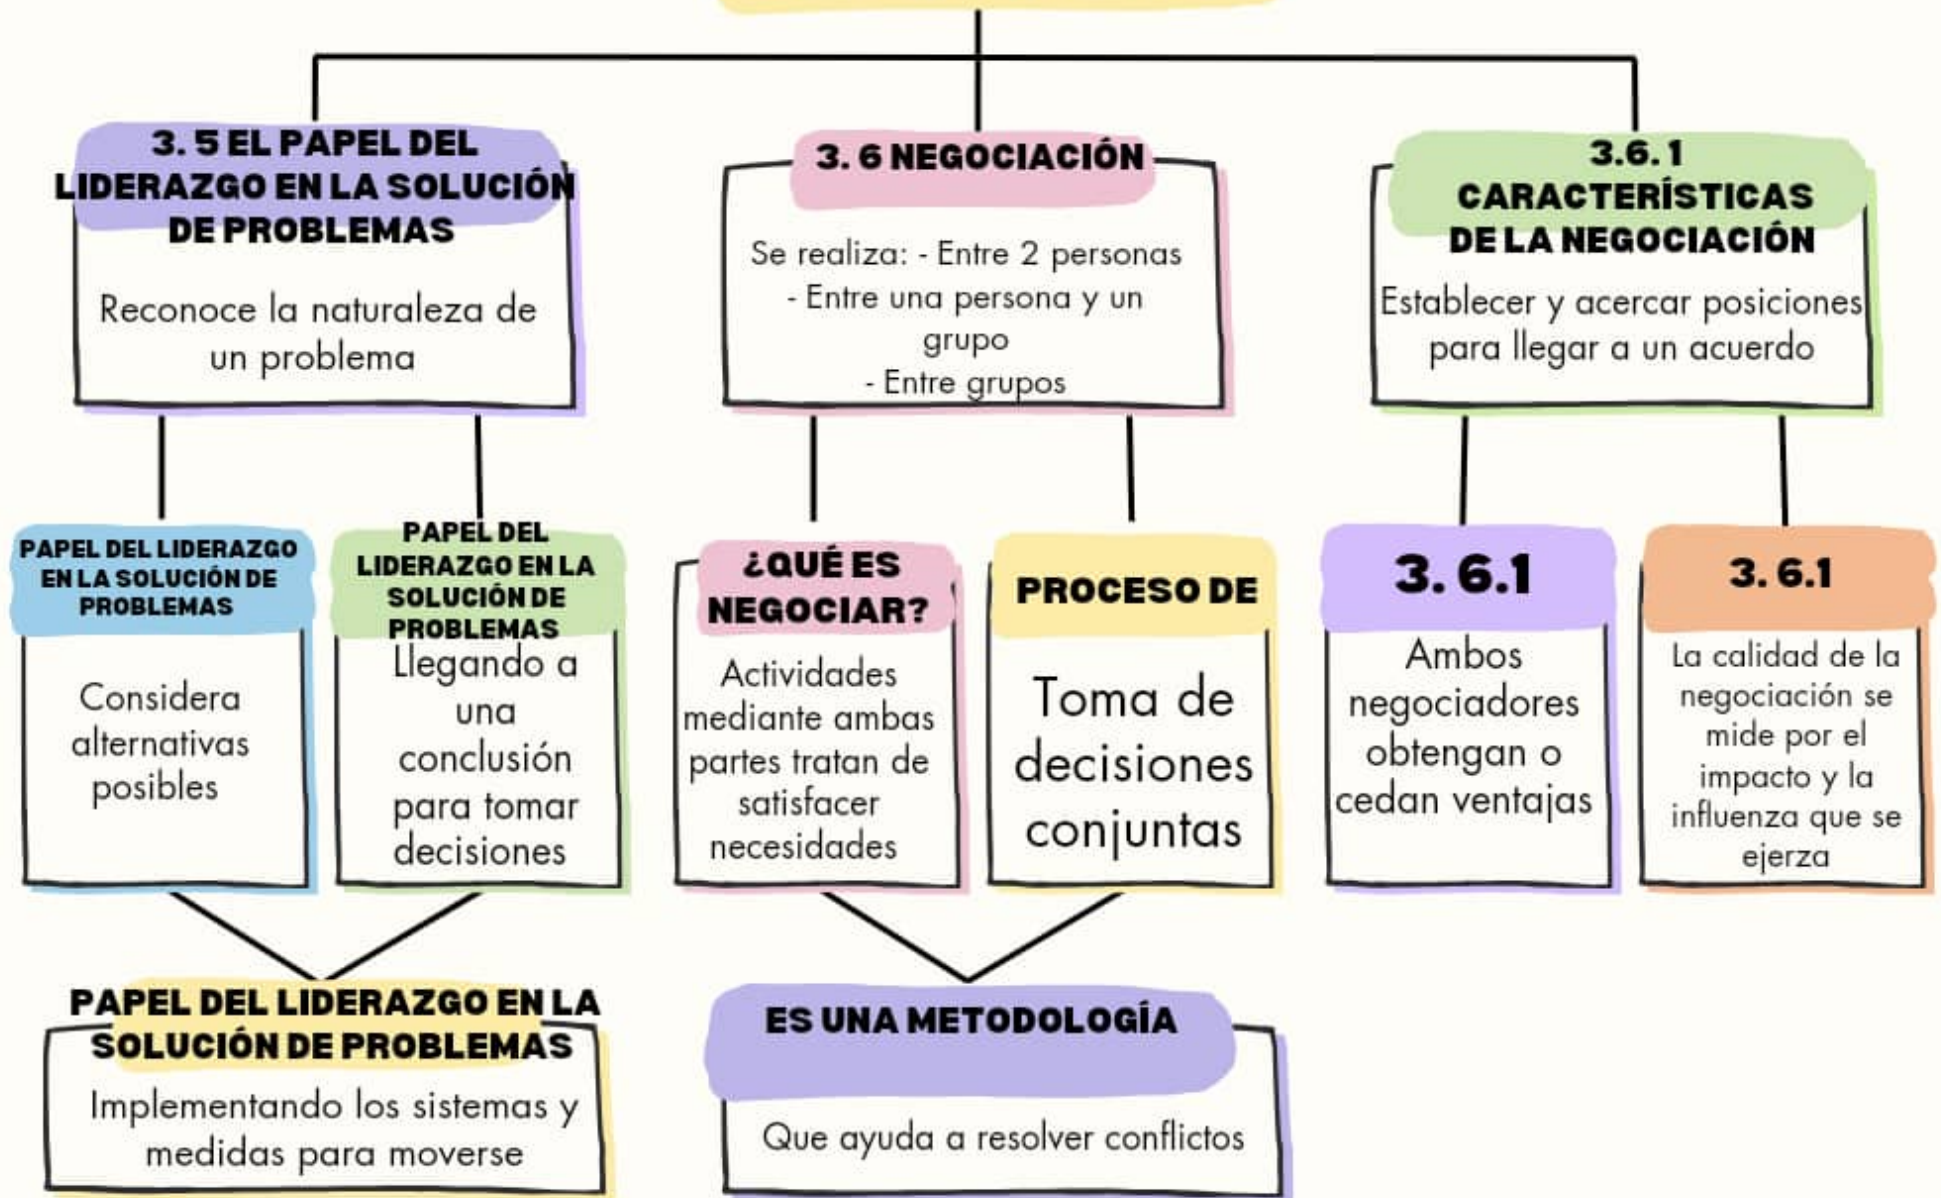 3. 5 EL PAPEL DEL
LIDERAZGO EN LA SOLUCIÓN
DE PROBLEMAS
Reconoce la naturaleza de
un problema
3. 6 NEGOCIACIÓN
Se realiza: - Entre 2 personas
- Entre una persona y un
grupo
- Entre grupos
3.6. 1
CARACTERÍSTICAS
DE LA NEGOCIACIÓN
Establecer y acercar posiciones
para llegar a un acuerdo
PAPEL DEL LIDERAZGO
EN LA SOLUCIÓN DE
PROBLEMAS
Considera
alternativas
posibles
PAPEL DEL
LIDERAZGO EN LA
SOLUCIÓN DE
PROBLEMAS
Llegando a
una
conclusión
para tomar
decisiones
¿QUÉ ES
NEGOCIAR?
Actividades
mediante ambas
partes tratan de
satisfacer
necesidades
PROCESO DE
Toma de
decisiones
conjuntas
3. 6.1
Ambos
negociadores
obtengan o
cedan ventajas
3. 6.1
La calidad de la
negociación se
mide por el
impacto y la
influenza que se
ejerza
PAPEL DEL LIDERAZGO EN LA
SOLUCIÓN DE PROBLEMAS
Implementando los sistemas y
medidas para moverse
ES UNA METODOLOGÍA
Que ayuda a resolver conflictos